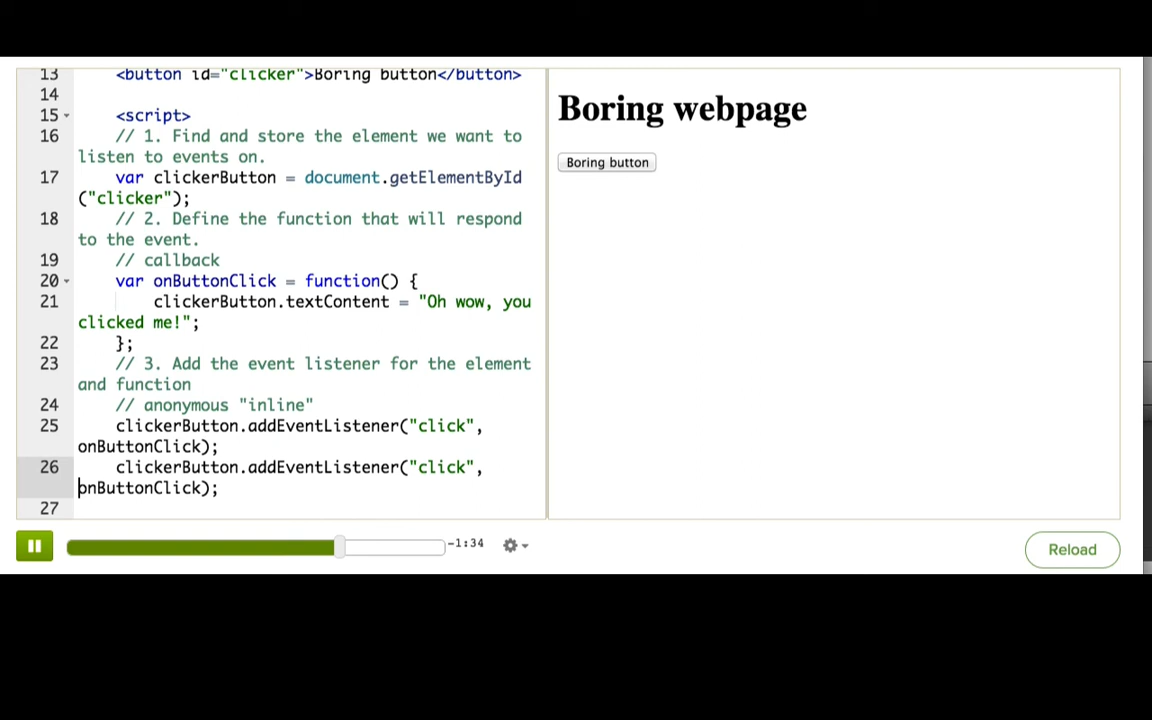 13 <button id="clicker">Boring button</button>
14
15 <script>
16 // 1. Find and store the element we want to
listen to events on.
17 var clickerButton = document.getElementById
("clicker");
18 // 2. Define the function that will respond
to the event.
19 // callback
20 var onButtonClick = function() {
21 clickerButton.textContent = "Oh wow, you
clicked me!";
22 };
23 // 3. Add the event listener for the element
and function
24 // anonymous "inline"
25 clickerButton.addEventListener("click",
onButtonClick);
26 clickerButton.addEventListener("click",
onButtonClick);
27
Boring webpage
Boring button
-1:34
Reload